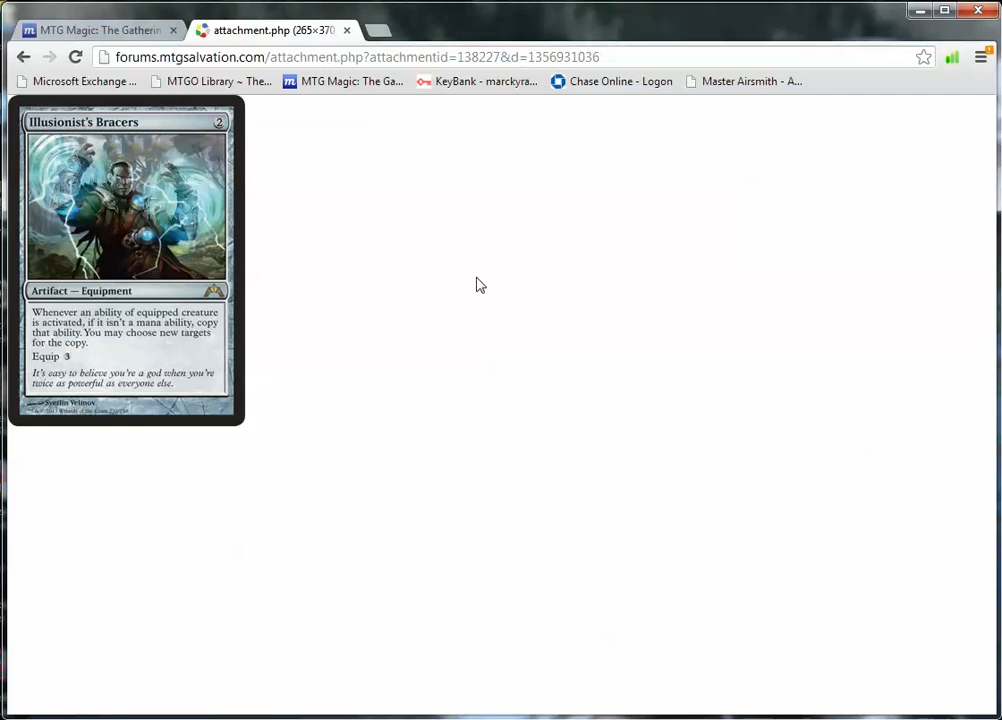 MTG Magic: The Gatherin
attachment.php (265×370
forums.mtgsalvation.com/attachment.php?attachmentid=138227&d=1356931036
Microsoft Exchange ...
MTGO Library ~ The...
MTG Magic: The Ga...
KeyBank - marckyra...
Chase Online - Logon
Master Airsmith - A...
Illusionist's Bracers 2
Artifact — Equipment
Whenever an ability of equipped creature
is activated, if it isn't a mana ability, copy
that ability. You may choose new targets
for the copy.
Equip 3
It's easy to believe you're a god when you're
twice as powerful as everyone else.
Svetlin Velinov